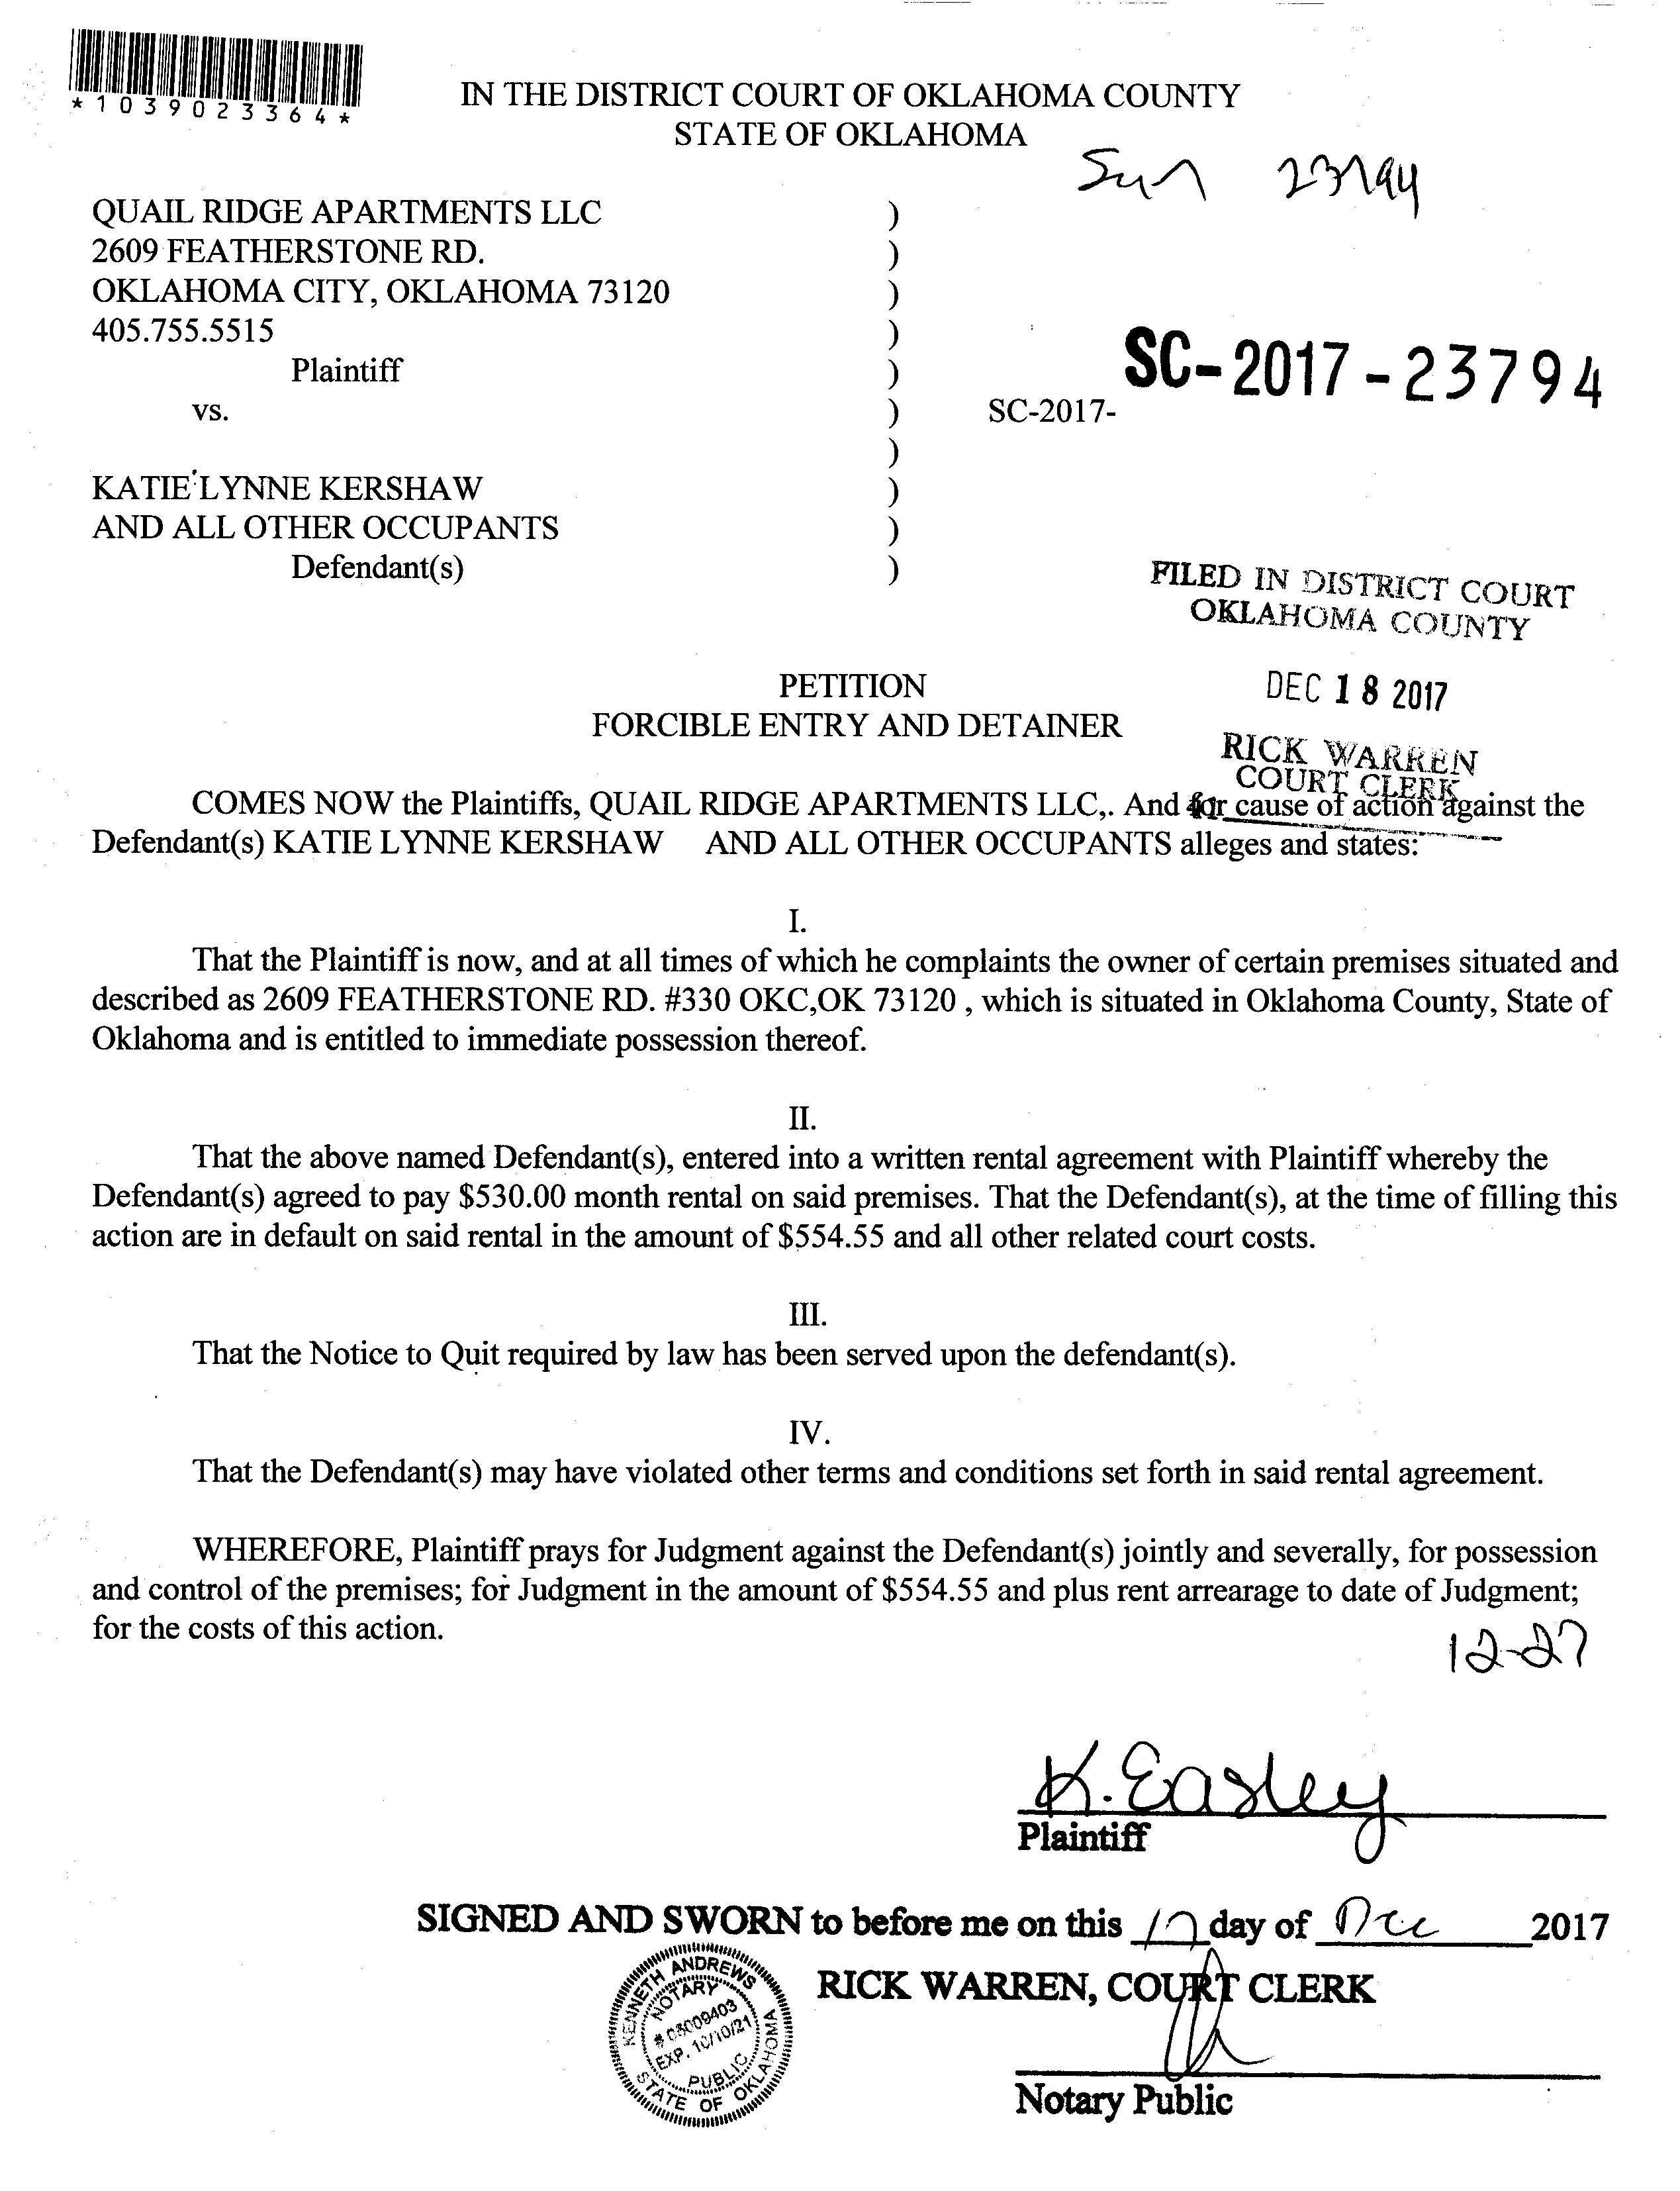 *1039023364*
IN THE DISTRICT COURT OF OKLAHOMA COUNTY
STATE OF OKLAHOMA
Sum 23794
QUAIL RIDGE APARTMENTS LLC )
2609 FEATHERSTONE RD. )
OKLAHOMA CITY, OKLAHOMA 73120 )
405.755.5515 )
Plaintiff )
SC-2017-23794
vs. ) SC-2017-
)
KATIE LYNNE KERSHAW )
AND ALL OTHER OCCUPANTS )
Defendant(s) )
FILED IN DISTRICT COURT
OKLAHOMA COUNTY
DEC 18 2017
RICK WARREN
COURT CLERK
PETITION
FORCIBLE ENTRY AND DETAINER
COMES NOW the Plaintiffs, QUAIL RIDGE APARTMENTS LLC,. And for cause of action against the
Defendant(s) KATIE LYNNE KERSHAW AND ALL OTHER OCCUPANTS alleges and states:
I.
That the Plaintiff is now, and at all times of which he complaints the owner of certain premises situated and
described as 2609 FEATHERSTONE RD. #330 OKC,OK 73120 , which is situated in Oklahoma County, State of
Oklahoma and is entitled to immediate possession thereof.
II.
That the above named Defendant(s), entered into a written rental agreement with Plaintiff whereby the
Defendant(s) agreed to pay $530.00 month rental on said premises. That the Defendant(s), at the time of filling this
action are in default on said rental in the amount of $554.55 and all other related court costs.
III.
That the Notice to Quit required by law has been served upon the defendant(s).
IV.
That the Defendant(s) may have violated other terms and conditions set forth in said rental agreement.
WHEREFORE, Plaintiff prays for Judgment against the Defendant(s) jointly and severally, for possession
and control of the premises; for Judgment in the amount of $554.55 and plus rent arrearage to date of Judgment;
for the costs of this action.
12-27
K. Easley
Plaintiff
SIGNED AND SWORN to before me on this day of Dec 2017
RICK WARREN, COURT CLERK
Notary Public
KENNETH ANDREWS
NOTARY
# 05009403
EXP. 10/10/21
PUBLIC
STATE OF OKLAHOMA